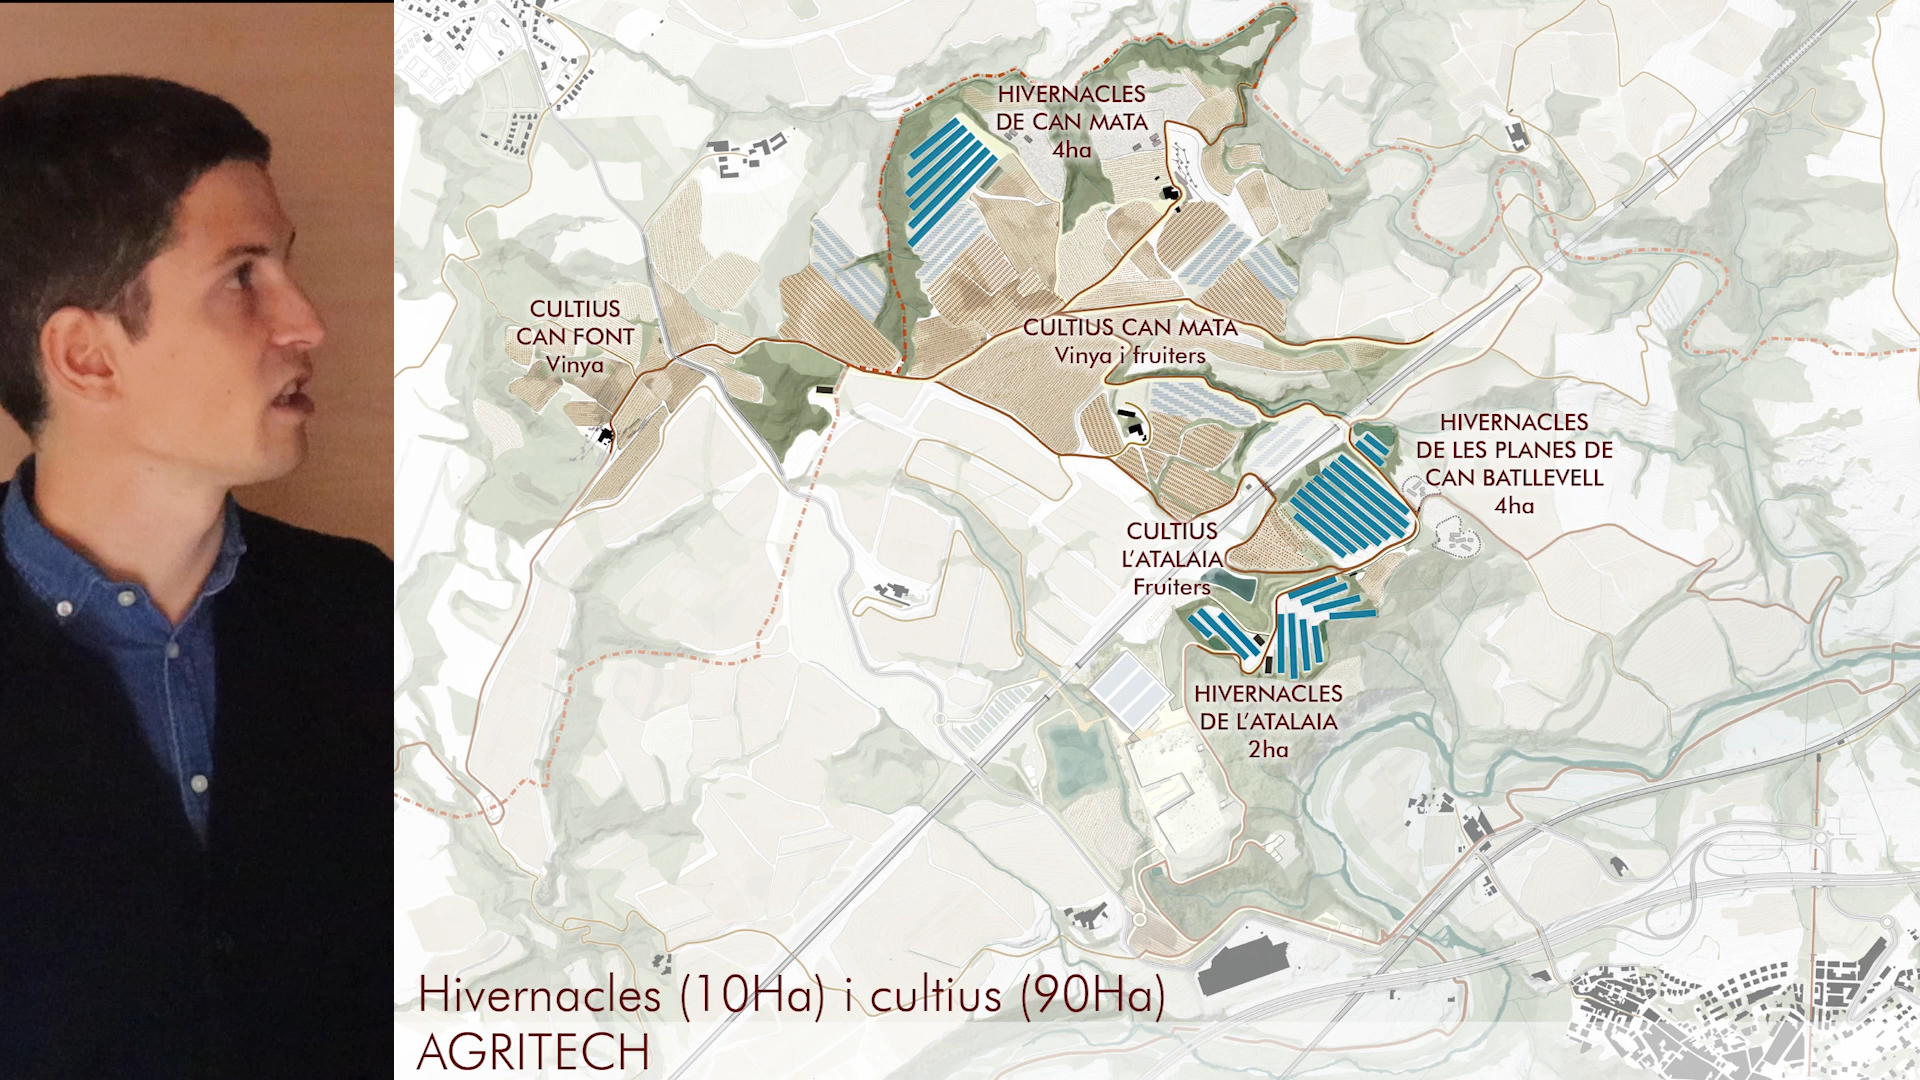 HIVERNACLES
DE CAN MATA
4ha
CULTIUS
CAN FONT
Vinya
CULTIUS CAN MATA
Vinya i fruiters
HIVERNACLES
DE LES PLANES DE
CAN BATLLEVELL
4ha
CULTIUS
L'ATALAIA
Fruiters
HIVERNACLES
DE L'ATALAIA
2ha
Hivernacles (10Ha) i cultius (90Ha)
AGRITECH